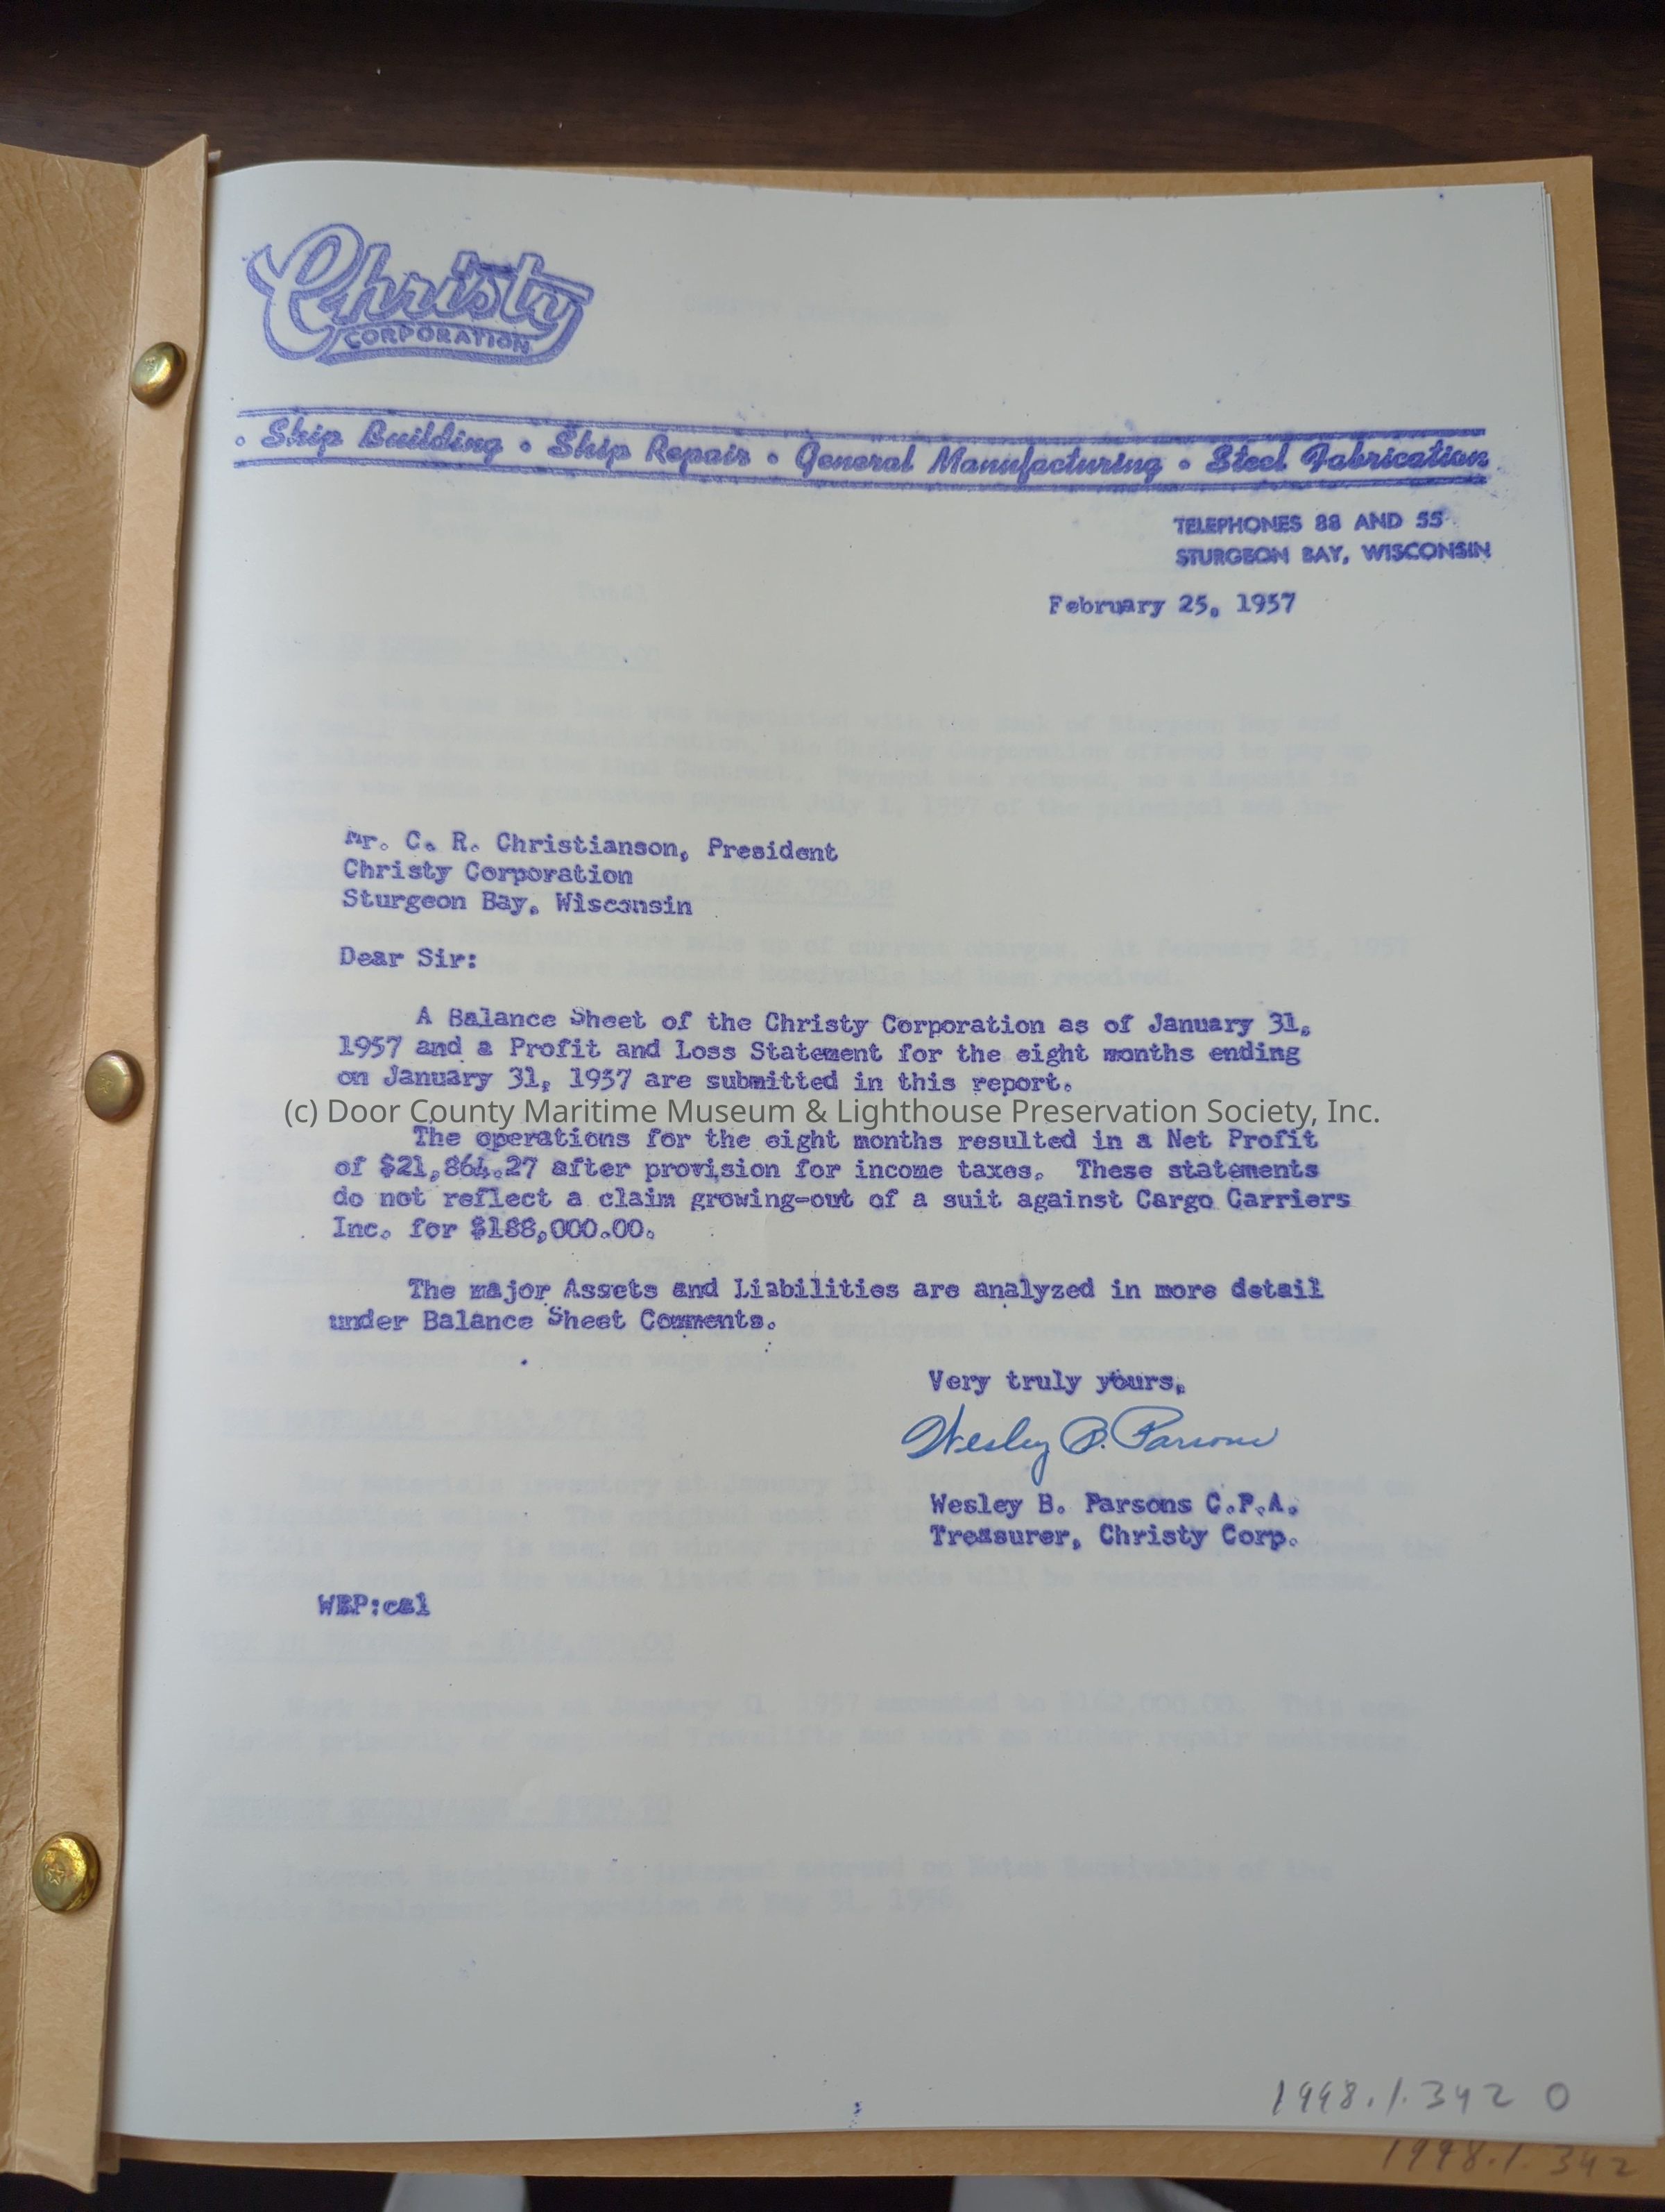 Christy
CORPORATION
• Ship Building • Ship Repair • General Manufacturing • Steel Fabrication
TELEPHONES 88 AND 55
STURGEON BAY, WISCONSIN
February 25, 1957
Mr. C. R. Christianson, President
Christy Corporation
Sturgeon Bay, Wisconsin
Dear Sir:
A Balance Sheet of the Christy Corporation as of January 31,
1957 and a Profit and Loss Statement for the eight months ending
on January 31, 1957 are submitted in this report.
(c) Door County Maritime Museum & Lighthouse Preservation Society, Inc.
The operations for the eight months resulted in a Net Profit
of $21,864.27 after provision for income taxes. These statements
do not reflect a claim growing-out of a suit against Cargo Carriers
Inc. for $188,000.00.
The major Assets and Liabilities are analyzed in more detail
under Balance Sheet Comments.
Very truly yours,
Wesley B. Parsons
Wesley B. Parsons C.P.A.
Treasurer, Christy Corp.
WBP:cal
1998.1.342 0
1998.1.342